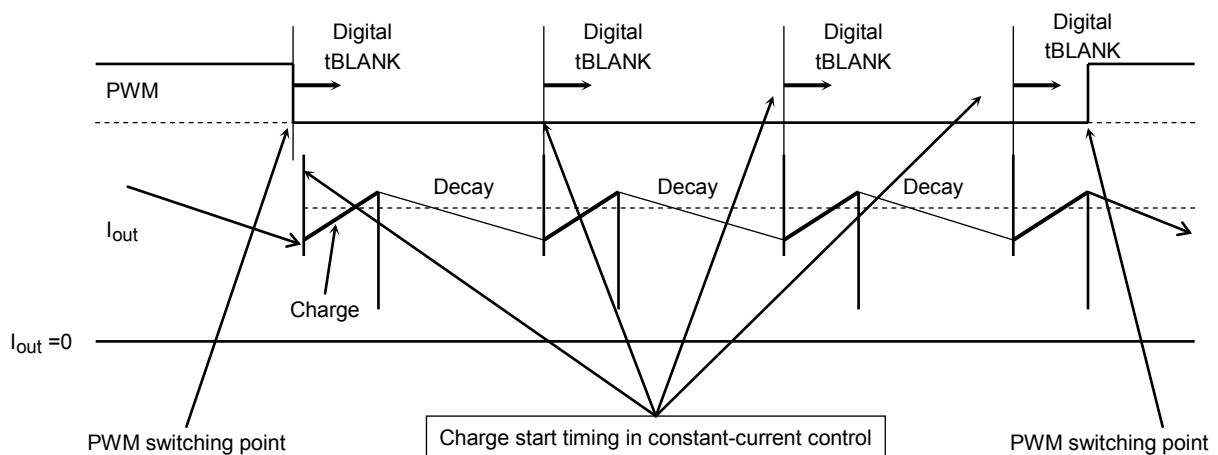 Digital
tBLANK
Digital
tBLANK
Digital
tBLANK
Digital
tBLANK
PWM
Decay
Decay
Decay
Iout
Charge
Iout =0
PWM switching point
Charge start timing in constant-current control
PWM switching point